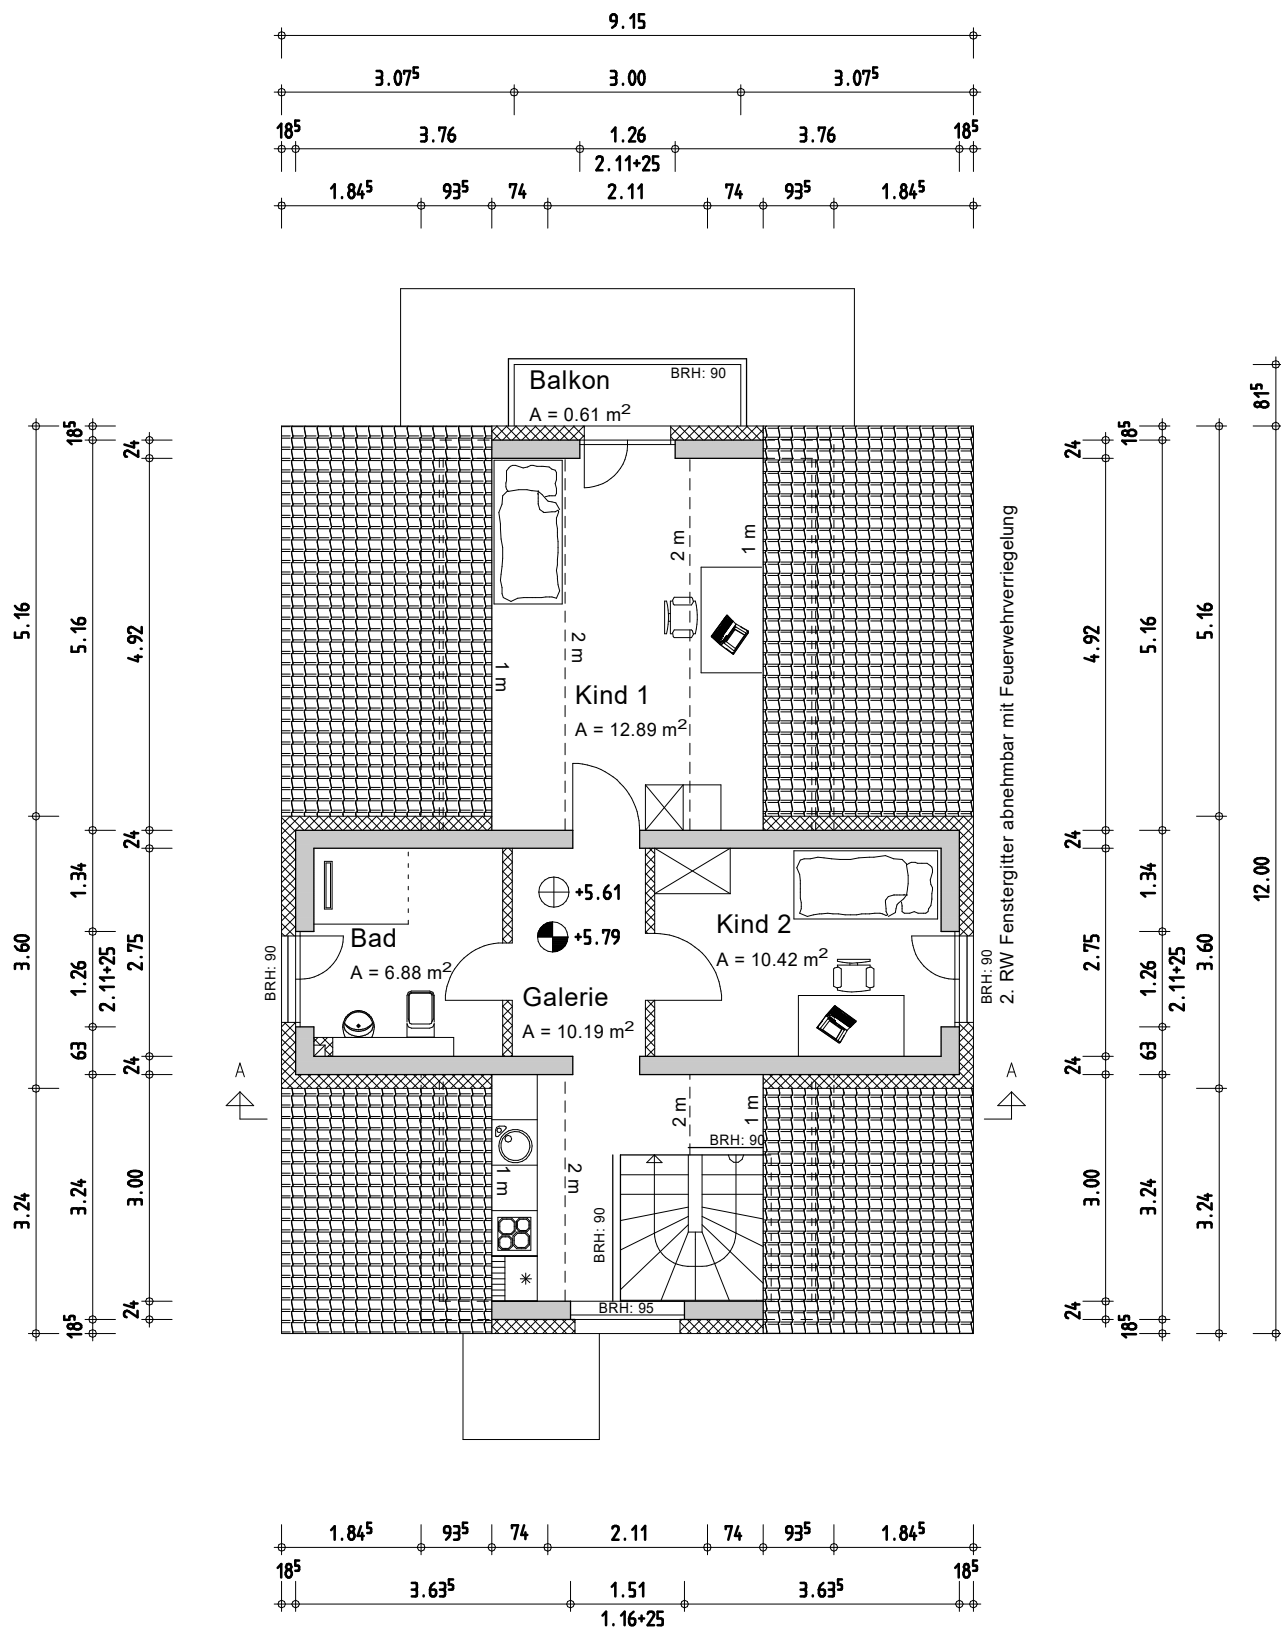 9.15
3.07⁵ 3.00 3.07⁵
18⁵ 3.76 1.26 3.76 18⁵
2.11+25
1.84⁵ 93⁵ 74 2.11 74 93⁵ 1.84⁵
Balkon
BRH: 90
A = 0.61 m²
81⁵
18⁵
24
24
18⁵
2 m
1 m
5.16
5.16
4.92
2 m
1 m
4.92
5.16
5.16
2. RW Fenstergitter abnehmbar mit Feuerwehrverriegelung
Kind 1
A = 12.89 m²
24
24
1.34
1.34
12.00
+5.61
+5.79
Kind 2
A = 10.42 m²
Bad
A = 6.88 m²
3.60
1.26
2.11+25
2.75
BRH: 90
BRH: 90
2.75
1.26
2.11+25
3.60
Galerie
A = 10.19 m²
63
24
24
63
A
A
2 m
1 m
BRH: 90
1 m
2 m
3.24
3.24
3.00
3.00
3.24
3.24
BRH: 90
BRH: 95
24
18⁵
24
18⁵
1.84⁵ 93⁵ 74 2.11 74 93⁵ 1.84⁵
18⁵ 3.63⁵ 1.51 3.63⁵ 18⁵
1.16+25